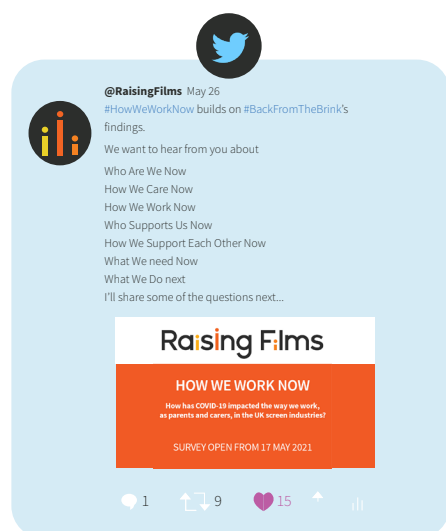 @RaisingFilms May 26
#HowWeWorkNow builds on #BackFromTheBrink's
findings.
We want to hear from you about
Who Are We Now
How We Care Now
How We Work Now
Who Supports Us Now
How We Support Each Other Now
What We need Now
What We Do next
I'll share some of the questions next...
Raising Films
HOW WE WORK NOW
How has COVID-19 impacted the way we work,
as parents and carers, in the UK screen industries?
SURVEY OPEN FROM 17 MAY 2021
1 9 15